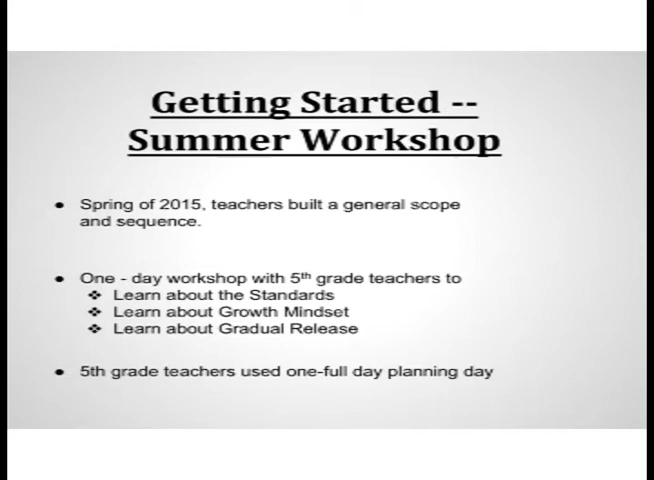 Getting Started --
Summer Workshop
● Spring of 2015, teachers built a general scope
and sequence.
● One - day workshop with 5th grade teachers to
❖ Learn about the Standards
❖ Learn about Growth Mindset
❖ Learn about Gradual Release
● 5th grade teachers used one-full day planning day